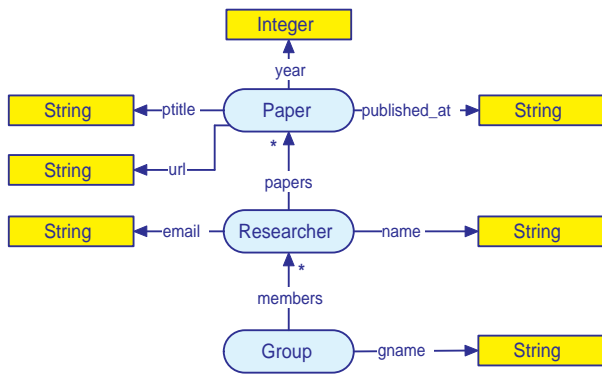 Integer
year
String
ptitle
Paper
published_at
String
*
String
url
papers
String
email
Researcher
name
String
*
members
Group
gname
String